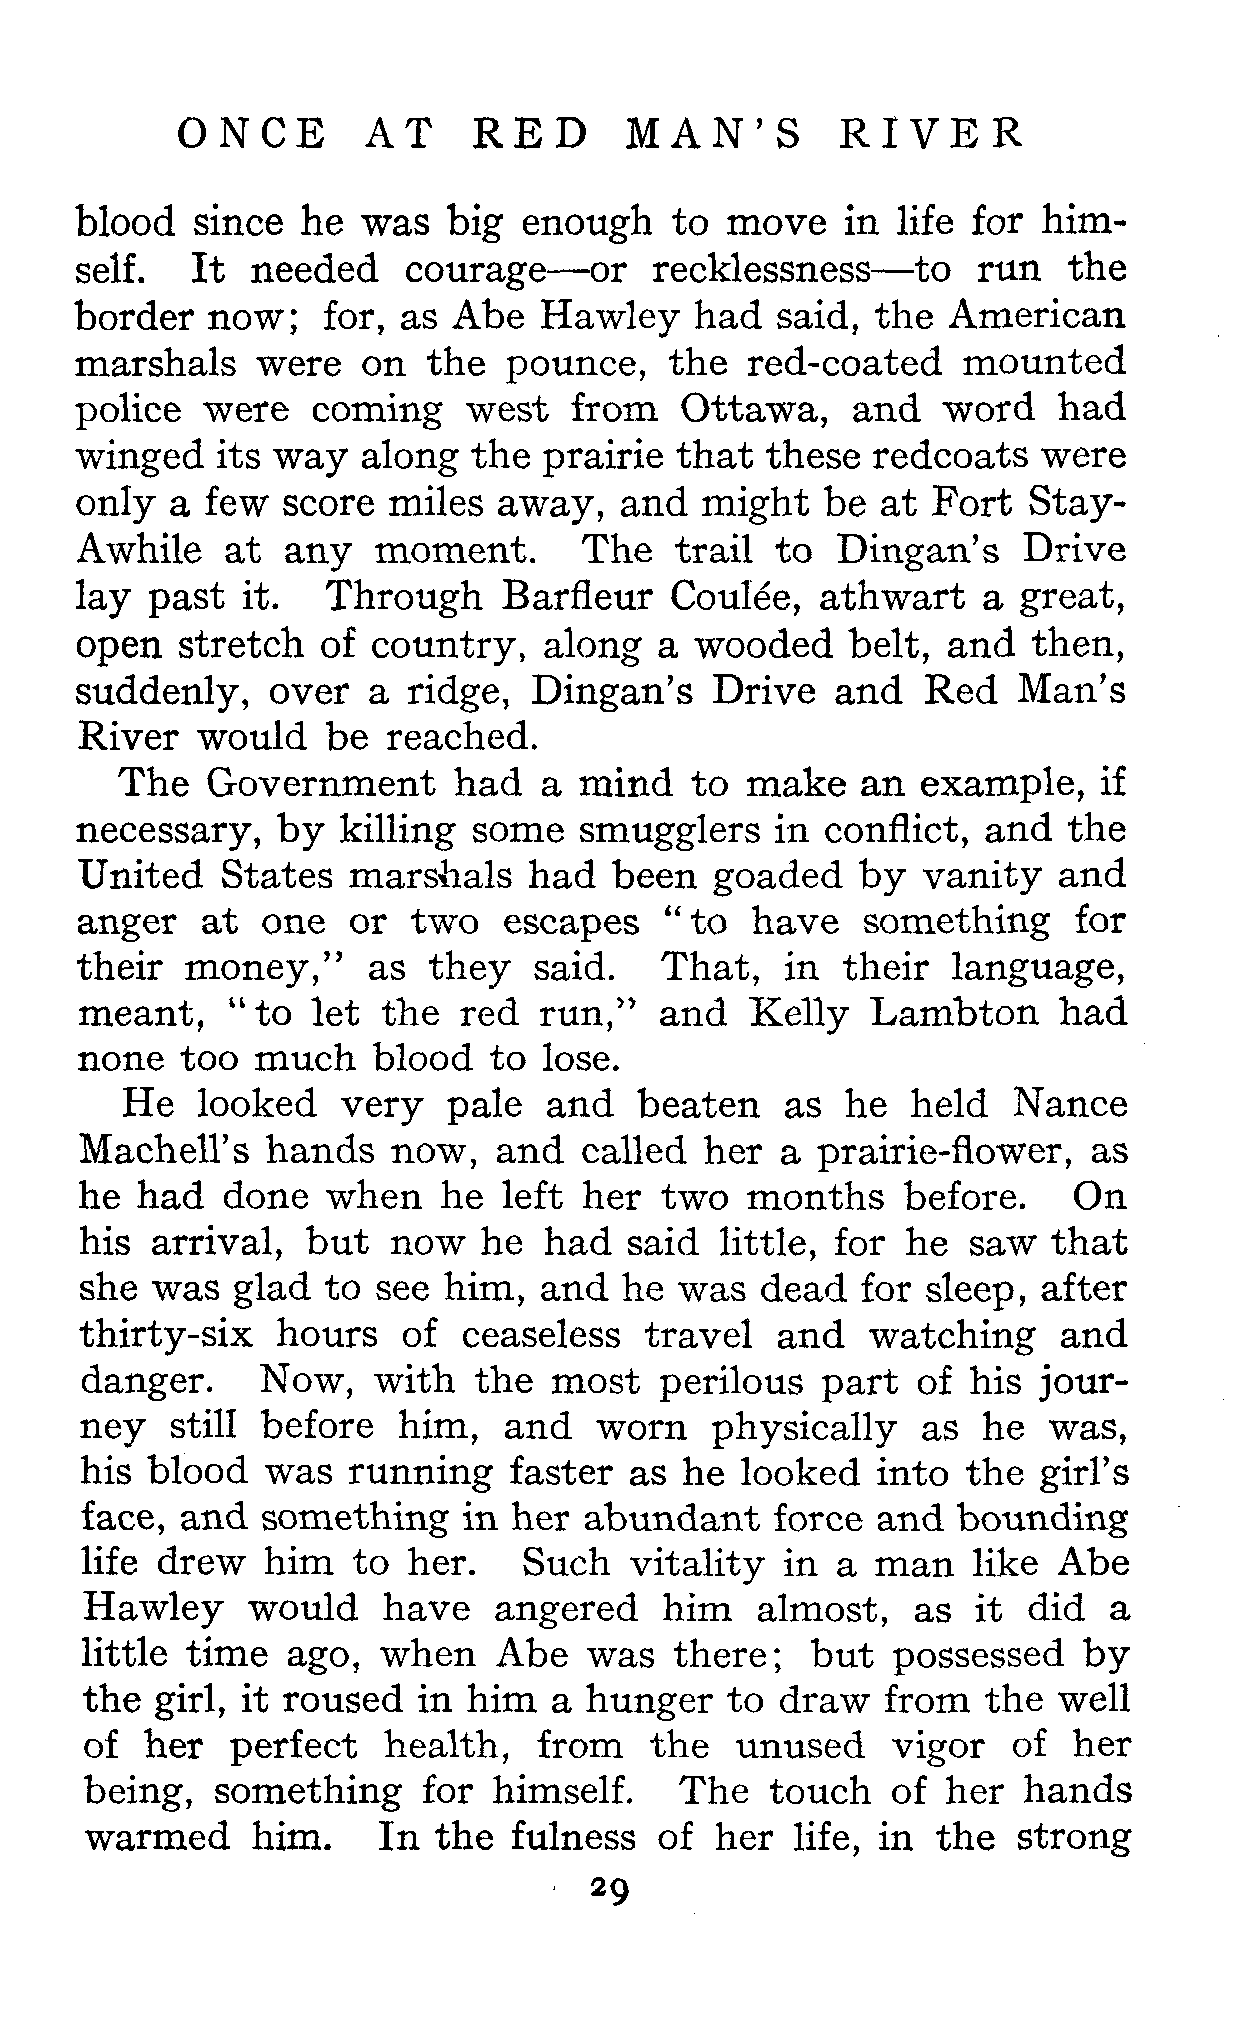 ONCE AT RED MAN'S RIVER
blood since he was big enough to move in life for him-
self. It needed courage—or recklessness—to run the
border now; for, as Abe Hawley had said, the American
marshals were on the pounce, the red-coated mounted
police were coming west from Ottawa, and word had
winged its way along the prairie that these redcoats were
only a few score miles away, and might be at Fort Stay-
Awhile at any moment. The trail to Dingan's Drive
lay past it. Through Barfleur Coulée, athwart a great,
open stretch of country, along a wooded belt, and then,
suddenly, over a ridge, Dingan's Drive and Red Man's
River would be reached.
The Government had a mind to make an example, if
necessary, by killing some smugglers in conflict, and the
United States marshals had been goaded by vanity and
anger at one or two escapes "to have something for
their money," as they said. That, in their language,
meant, "to let the red run," and Kelly Lambton had
none too much blood to lose.
He looked very pale and beaten as he held Nance
Machell's hands now, and called her a prairie-flower, as
he had done when he left her two months before. On
his arrival, but now he had said little, for he saw that
she was glad to see him, and he was dead for sleep, after
thirty-six hours of ceaseless travel and watching and
danger. Now, with the most perilous part of his jour-
ney still before him, and worn physically as he was,
his blood was running faster as he looked into the girl's
face, and something in her abundant force and bounding
life drew him to her. Such vitality in a man like Abe
Hawley would have angered him almost, as it did a
little time ago, when Abe was there; but possessed by
the girl, it roused in him a hunger to draw from the well
of her perfect health, from the unused vigor of her
being, something for himself. The touch of her hands
warmed him. In the fulness of her life, in the strong
29